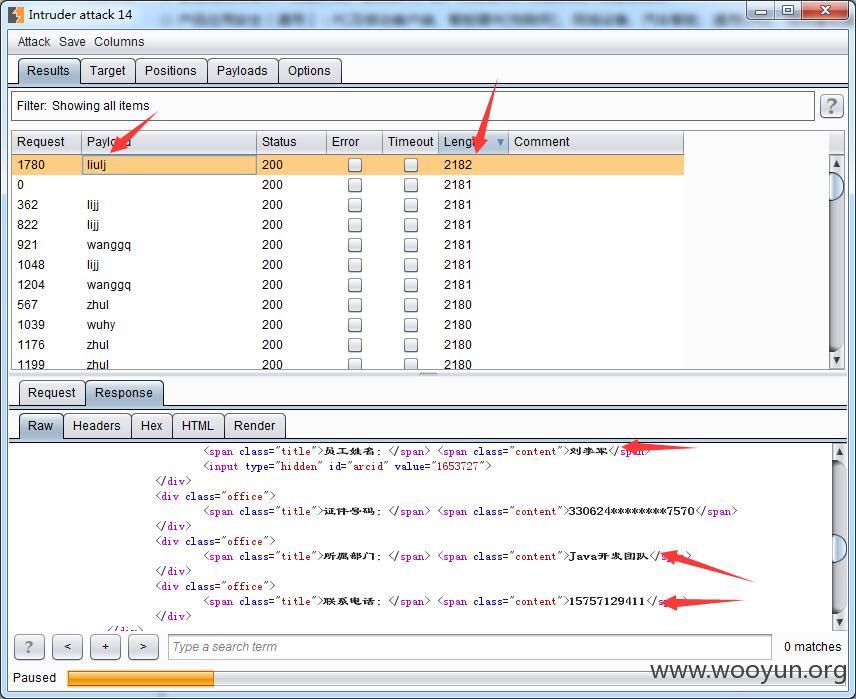 Intruder attack 14
Attack Save Columns
Results Target Positions Payloads Options
Filter: Showing all items ?
Request Status Error Timeout Comment
1780 liulj 200 2182
0 200 2181
362 lijj 200 2181
822 lijj 200 2181
921 wanggq 200 2181
1048 lijj 200 2181
1204 wanggq 200 2181
567 zhul 200 2180
1039 wuhy 200 2180
1176 zhul 200 2180
1199 zhul 200 2180
Request Response
Raw Headers Hex HTML Render
<span class="title">员工姓名: </span> <span class="content">刘李军</span>
<input type="hidden" id="arcid" value="1653727">
</div>
<div class="office">
<span class="title">证件号码: </span> <span class="content">330624********7570</span>
</div>
<div class="office">
<span class="title">所属部门: </span> <span class="content">Java开发团队</span>
</div>
<div class="office">
<span class="title">联系电话: </span> <span class="content">15757129411</span>
</div>
</div>
? < + > Type a search term 0 matches
Paused
www.wooyun.org